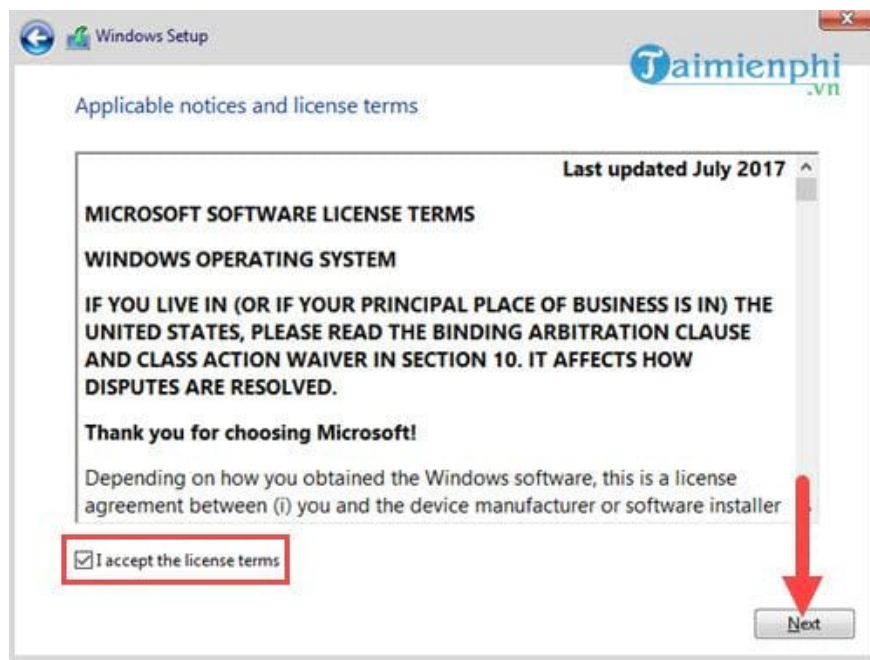 Windows Setup
Taimienphi
.vn
Applicable notices and license terms
Last updated July 2017
MICROSOFT SOFTWARE LICENSE TERMS
WINDOWS OPERATING SYSTEM
IF YOU LIVE IN (OR IF YOUR PRINCIPAL PLACE OF BUSINESS IS IN) THE
UNITED STATES, PLEASE READ THE BINDING ARBITRATION CLAUSE
AND CLASS ACTION WAIVER IN SECTION 10. IT AFFECTS HOW
DISPUTES ARE RESOLVED.
Thank you for choosing Microsoft!
Depending on how you obtained the Windows software, this is a license
agreement between (i) you and the device manufacturer or software installer
I accept the license terms
Next